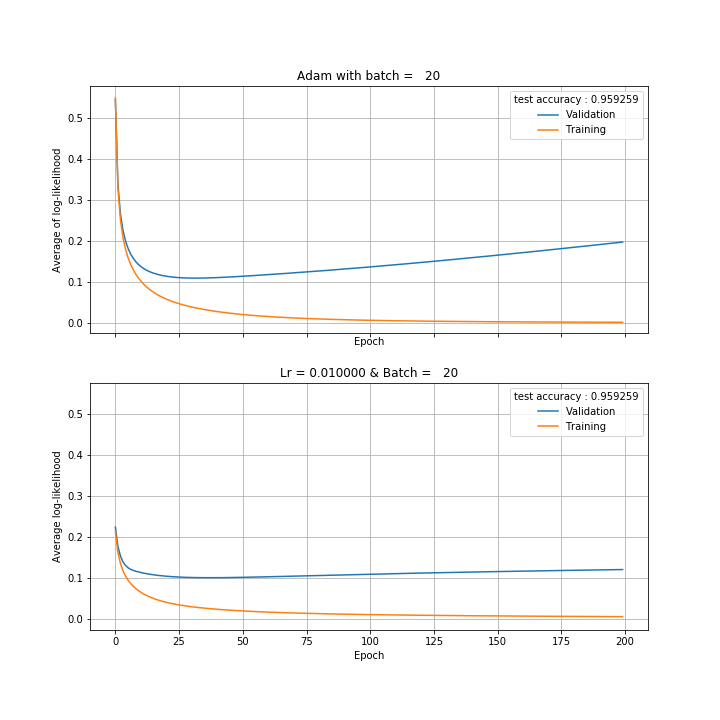 Adam with batch =   20
test accuracy : 0.959259
Validation
Training
Average of log-likelihood
0.5
0.4
0.3
0.2
0.1
0.0
Epoch
Lr = 0.010000 & Batch =   20
test accuracy : 0.959259
Validation
Training
Average log-likelihood
0.5
0.4
0.3
0.2
0.1
0.0
0 25 50 75 100 125 150 175 200
Epoch